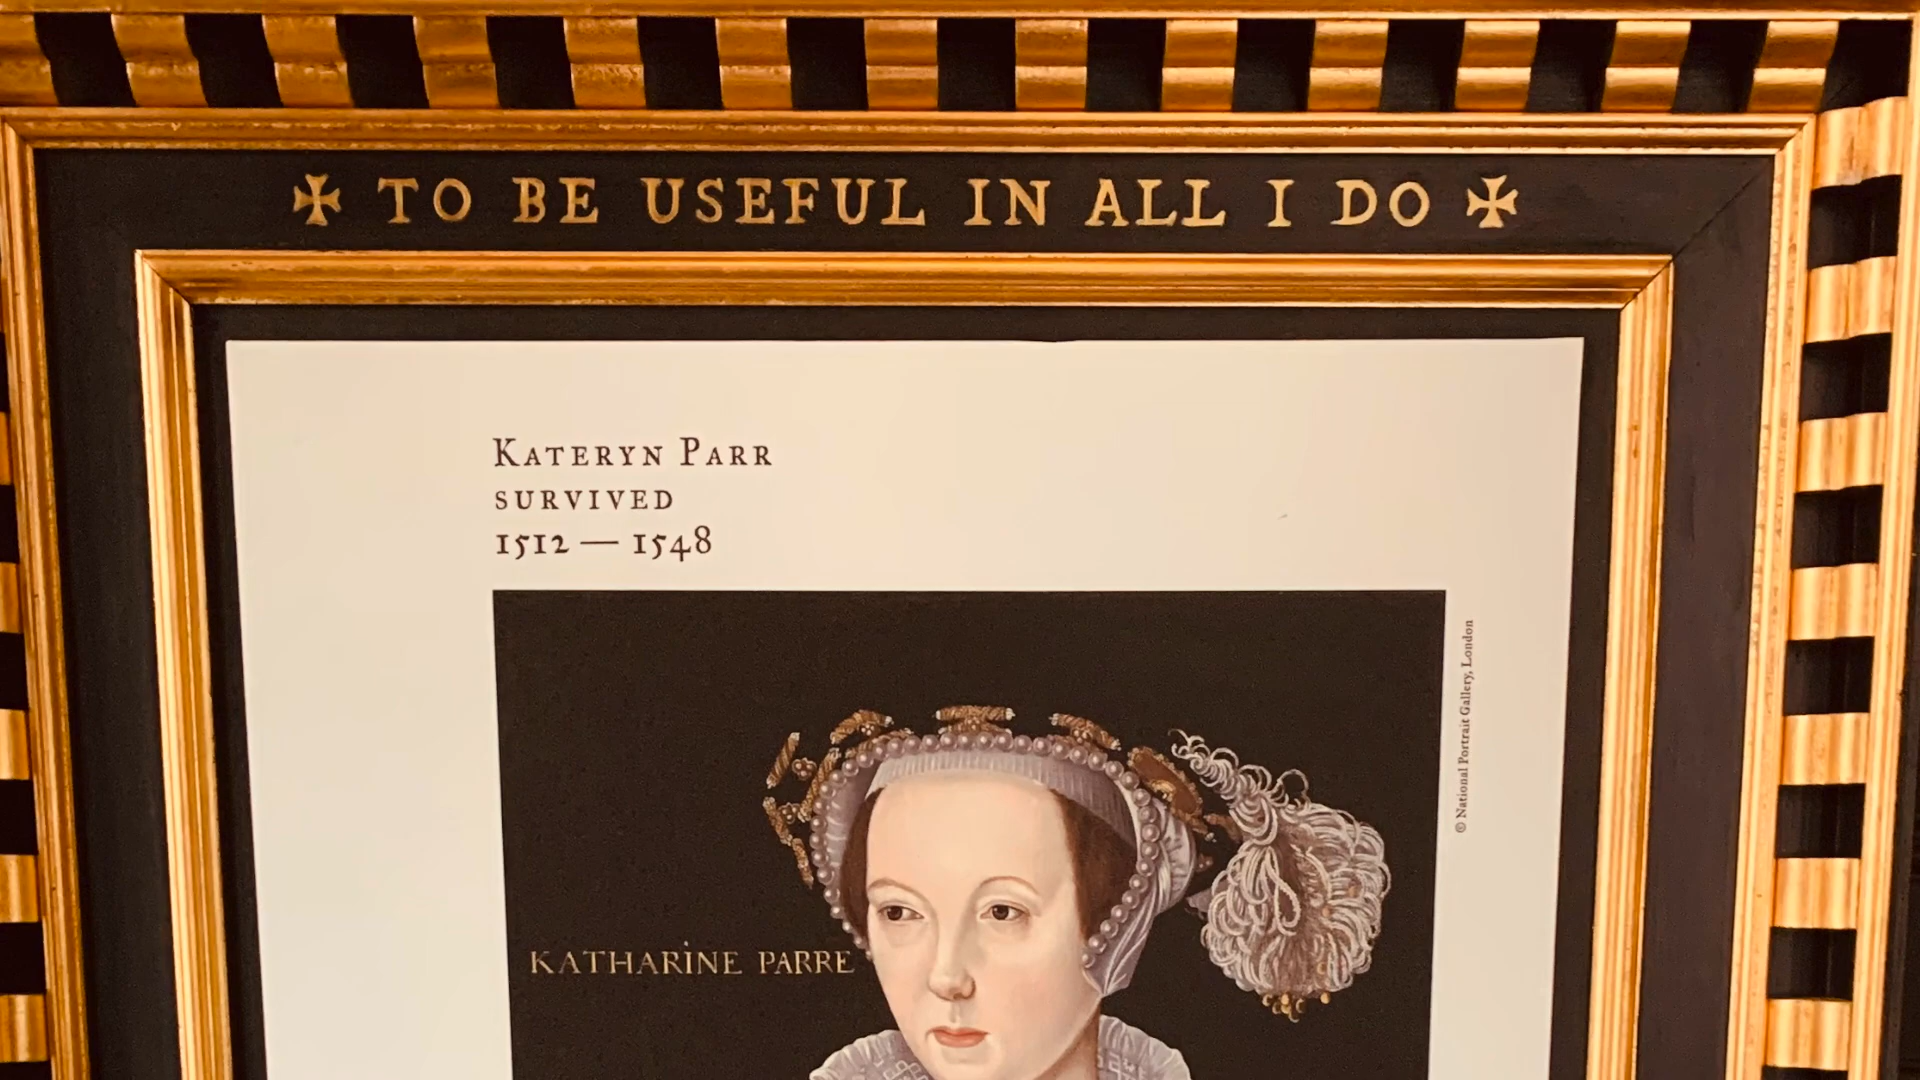 ✠ TO BE USEFUL IN ALL I DO ✠
KATERYN PARR
SURVIVED
1512 — 1548
© National Portrait Gallery, London
KATHARINE PARRE